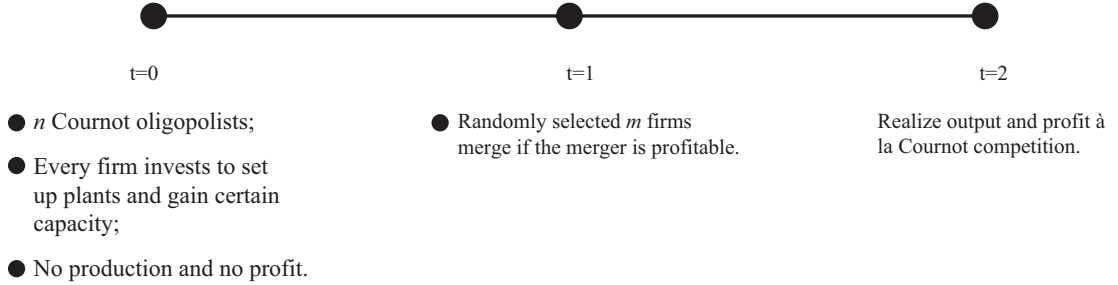 t=0
t=1
t=2
● n Cournot oligopolists;
● Every firm invests to set
up plants and gain certain
capacity;
● No production and no profit.
● Randomly selected m firms
merge if the merger is profitable.
Realize output and profit à
la Cournot competition.